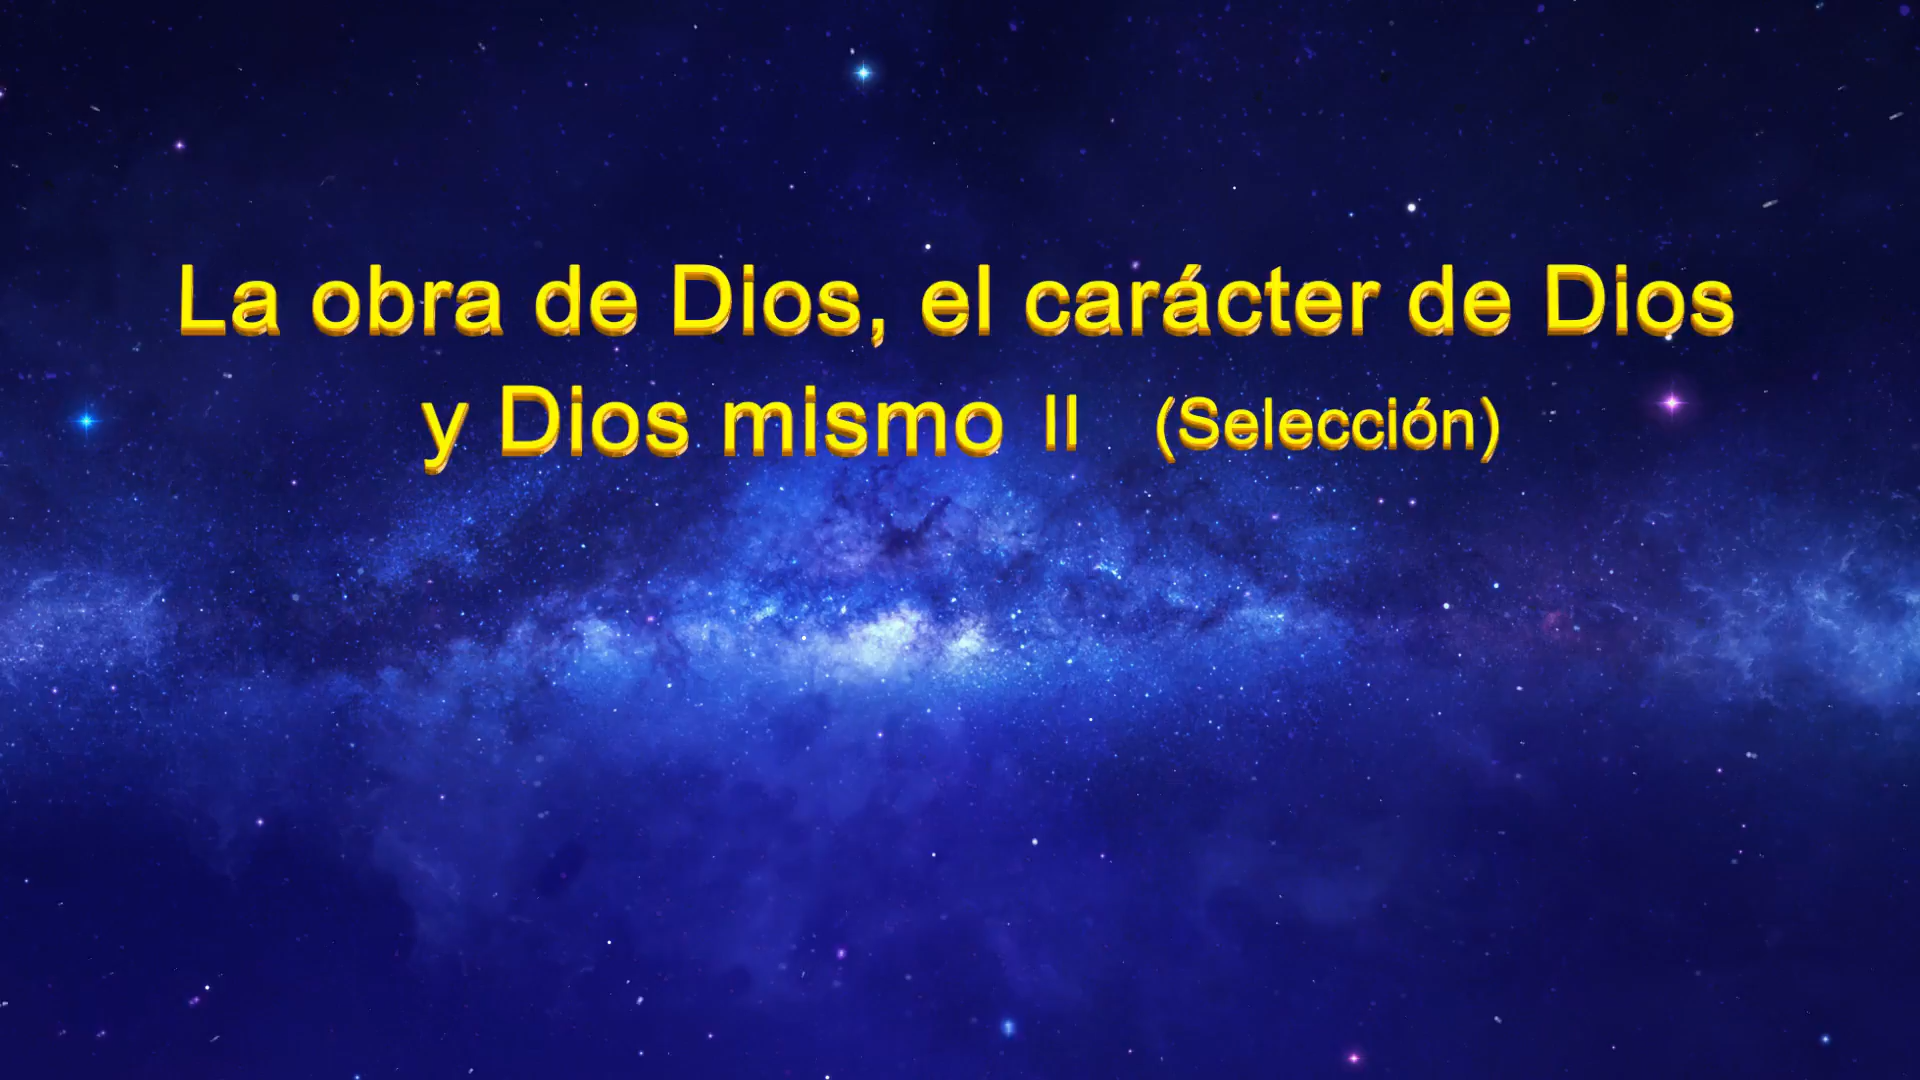 La obra de Dios, el carácter de Dios
y Dios mismo II (Selección)